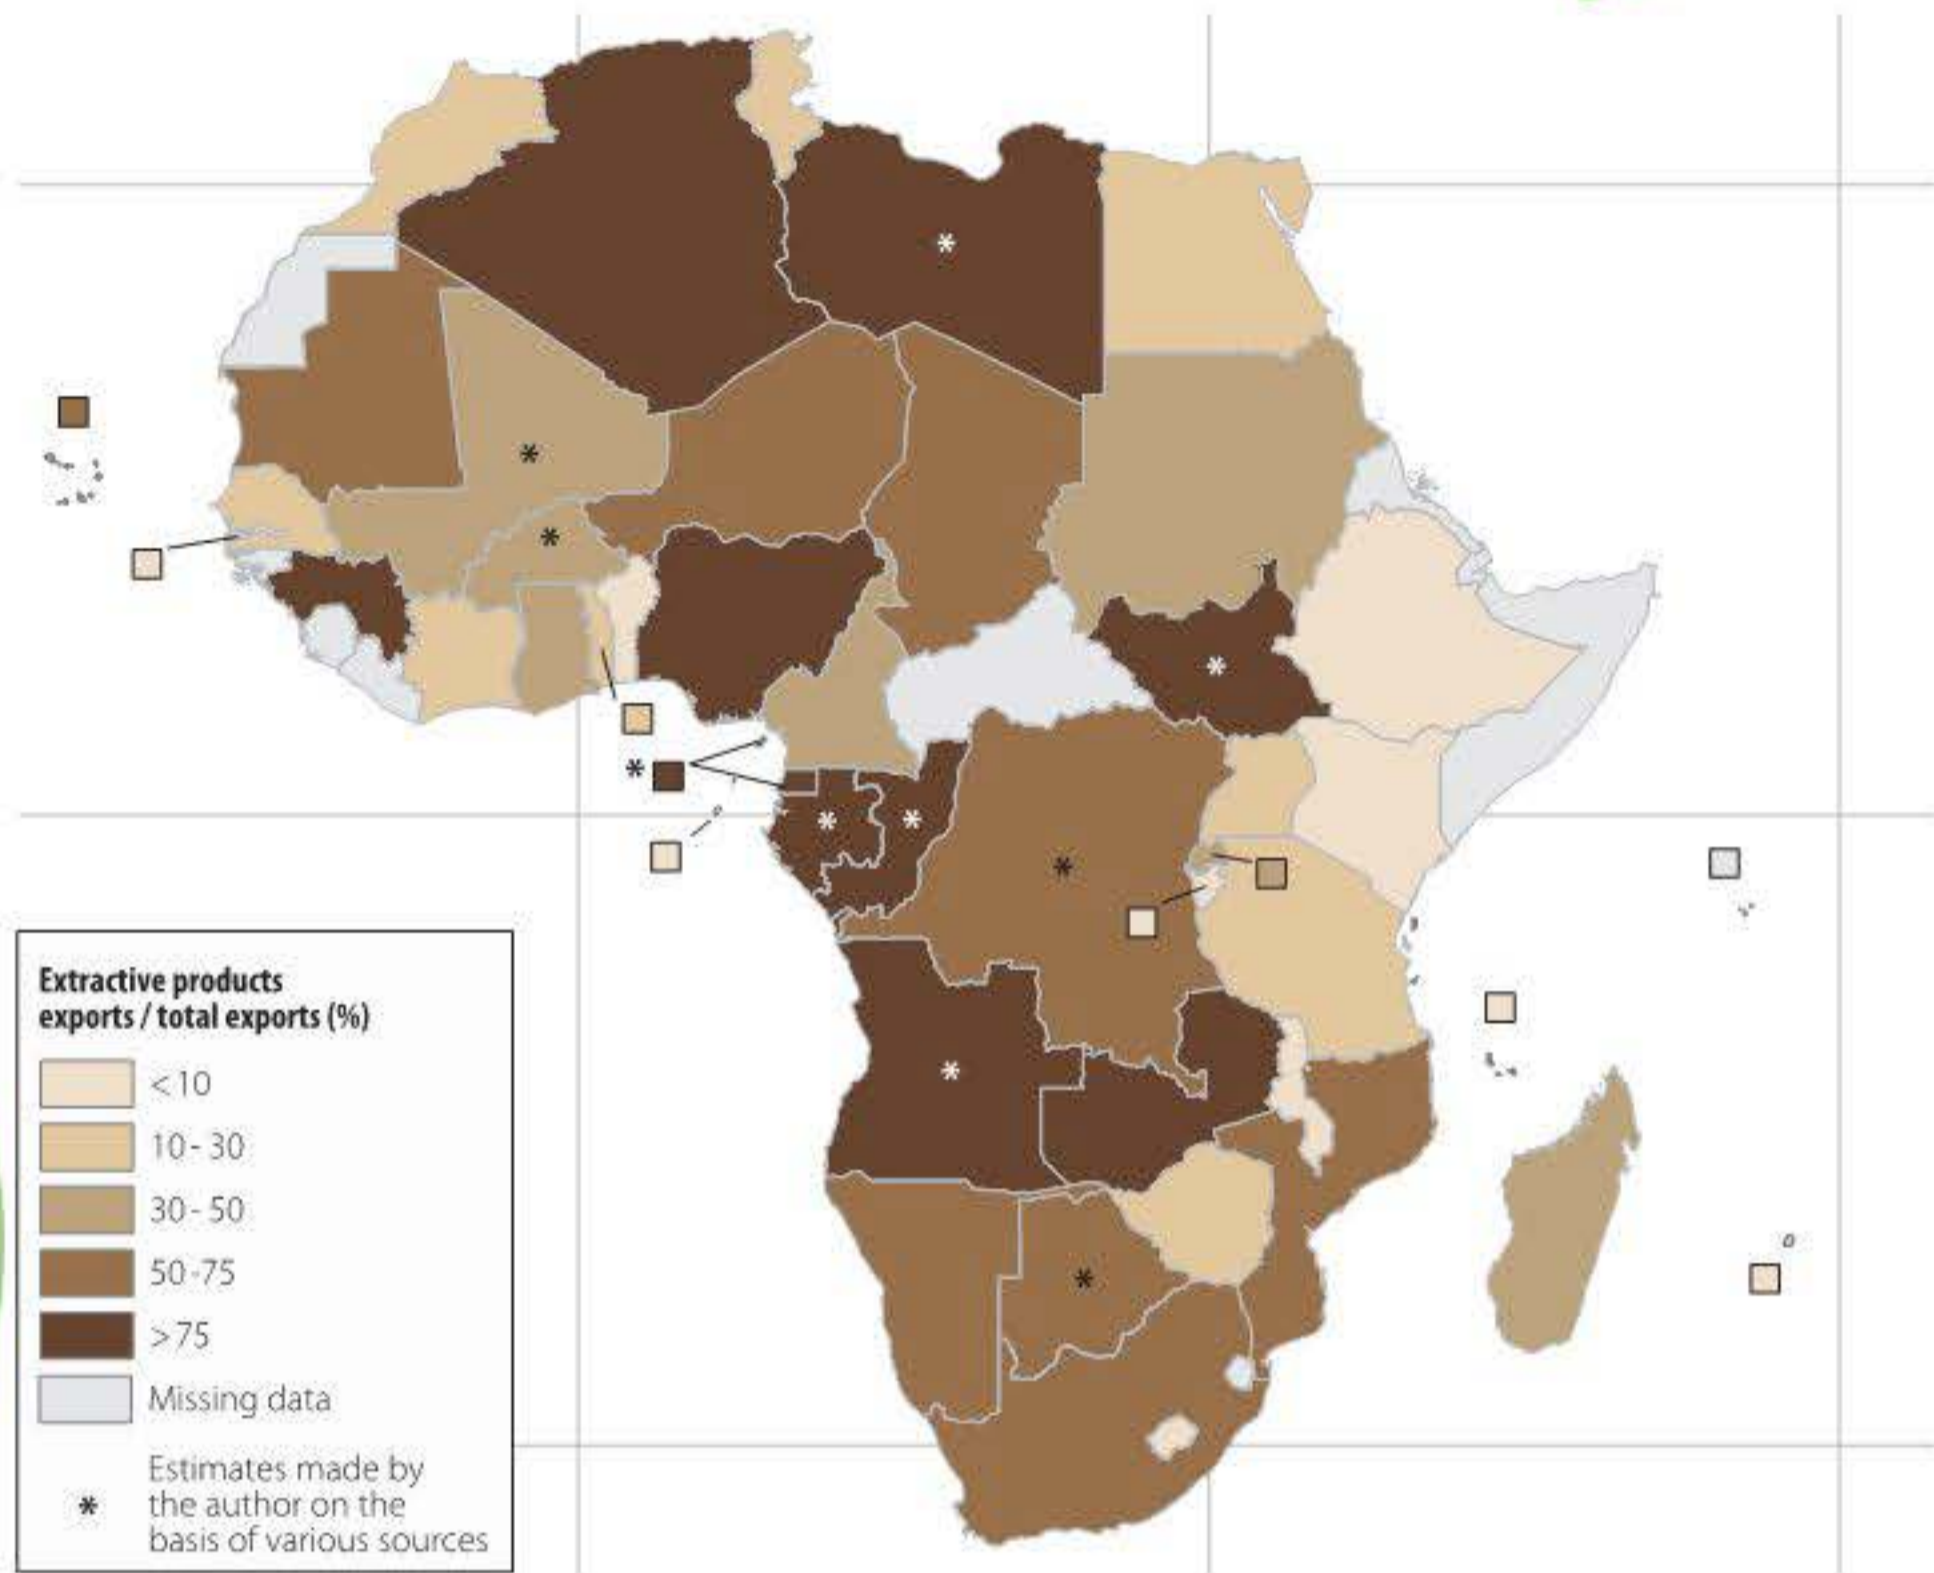 Extractive products
exports / total exports (%)
<10
10 - 30
30 - 50
50 -75
>75
Missing data
* Estimates made by
the author on the
basis of various sources